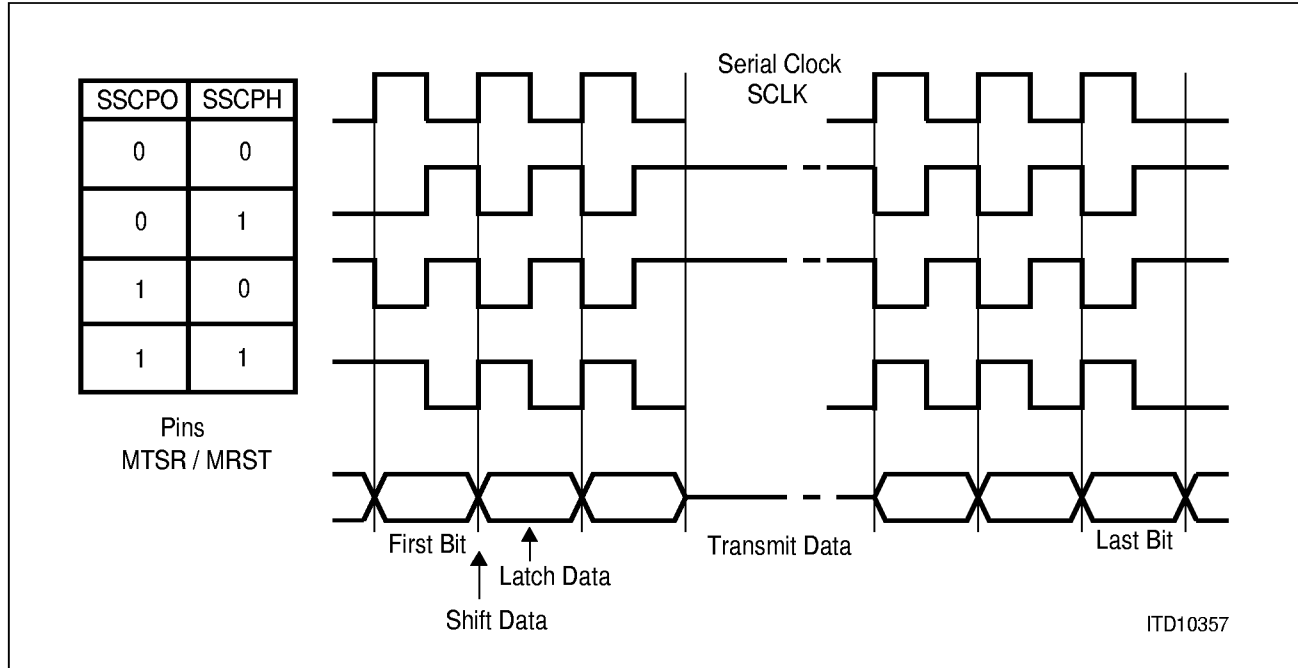 Serial Clock
SCLK
SSCPO SSCPH
0 0
0 1
1 0
1 1
Pins
MTSR / MRST
First Bit
Transmit Data
Last Bit
Latch Data
Shift Data
ITD10357